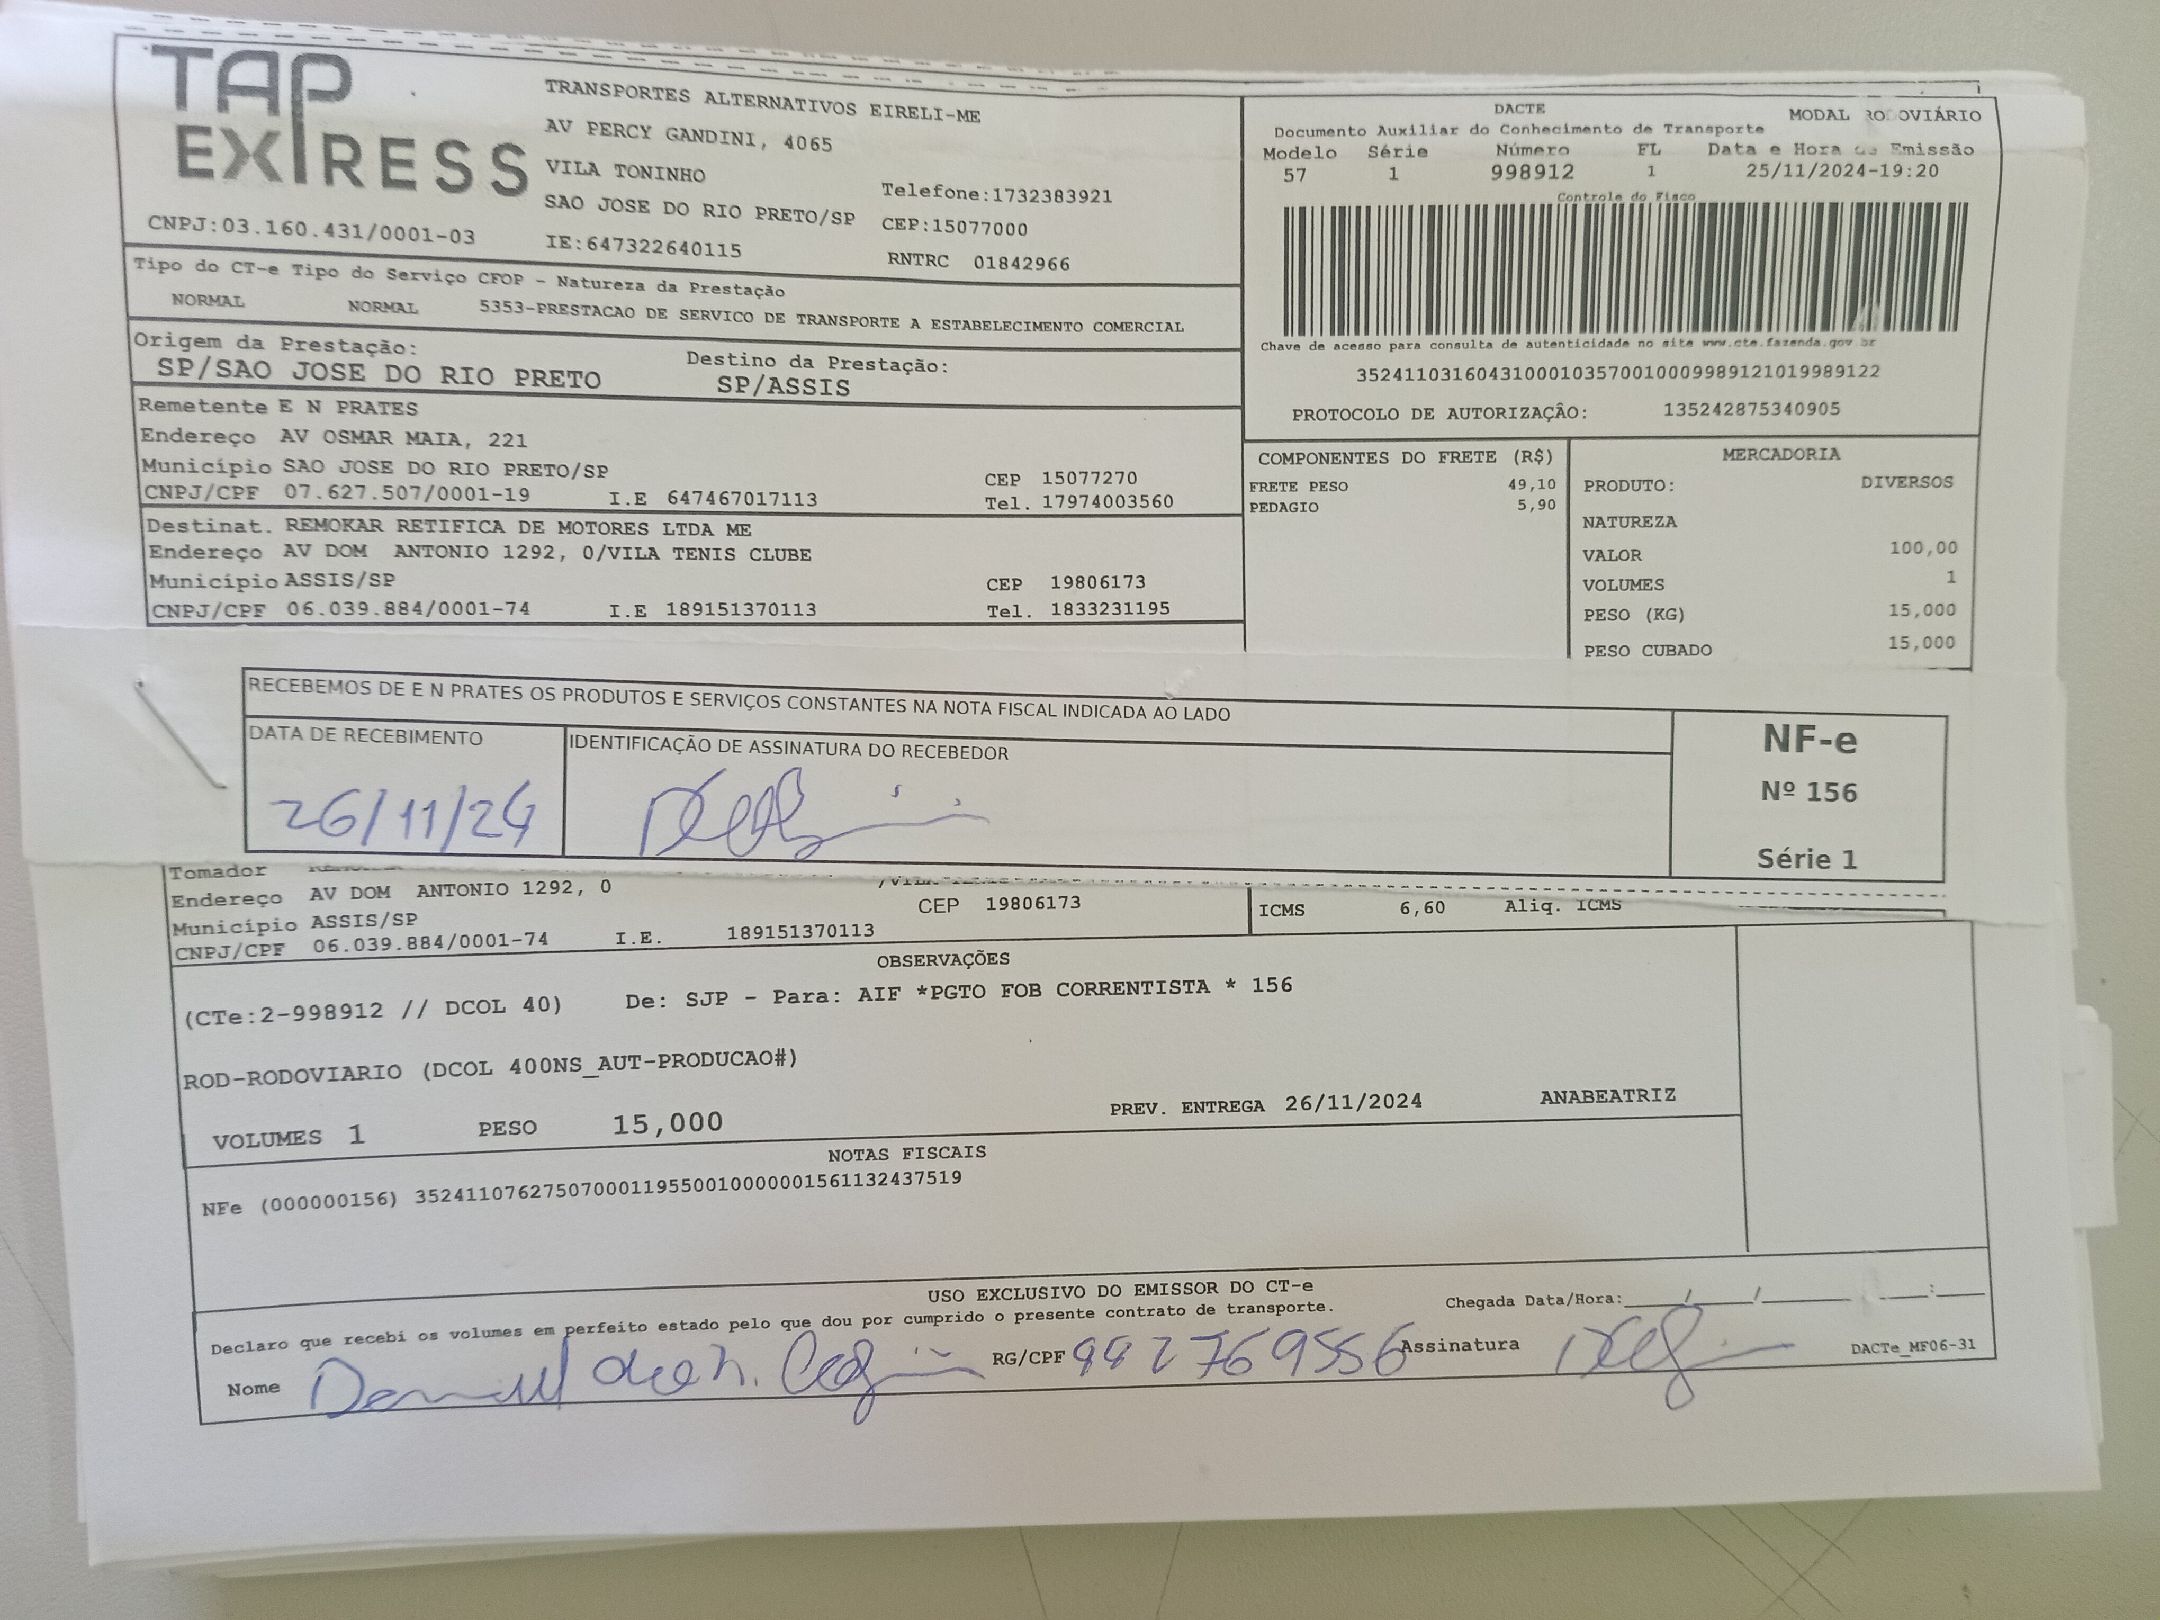 TAP EXPRESS
TRANSPORTES ALTERNATIVOS EIRELI-ME
AV PERCY GANDINI, 4065
VILA TONINHO
Telefone:1732383921
SAO JOSE DO RIO PRETO/SP CEP:15077000
CNPJ:03.160.431/0001-03 IE:647322640115 RNTRC 01842966
DACTE MODAL RODOVIÁRIO
Documento Auxiliar do Conhecimento de Transporte
Modelo Série Número FL Data e Hora de Emissão
57 1 998912 1 25/11/2024-19:20
Controle do Fisco
Chave de acesso para consulta de autenticidade no site www.cte.fazenda.gov.br
35241103160431000103570010009989121019989122
PROTOCOLO DE AUTORIZAÇÃO: 135242875340905
Tipo do CT-e Tipo do Serviço CFOP - Natureza da Prestação
NORMAL NORMAL 5353-PRESTACAO DE SERVICO DE TRANSPORTE A ESTABELECIMENTO COMERCIAL
Origem da Prestação: Destino da Prestação:
SP/SAO JOSE DO RIO PRETO SP/ASSIS
Remetente E N PRATES
Endereço AV OSMAR MAIA, 221
Município SAO JOSE DO RIO PRETO/SP CEP 15077270
CNPJ/CPF 07.627.507/0001-19 I.E 647467017113 Tel. 17974003560
Destinat. REMOKAR RETIFICA DE MOTORES LTDA ME
Endereço AV DOM ANTONIO 1292, 0/VILA TENIS CLUBE
Município ASSIS/SP CEP 19806173
CNPJ/CPF 06.039.884/0001-74 I.E 189151370113 Tel. 1833231195
COMPONENTES DO FRETE (R$)
FRETE PESO 49,10
PEDAGIO 5,90
MERCADORIA
PRODUTO: DIVERSOS
NATUREZA
VALOR 100,00
VOLUMES 1
PESO (KG) 15,000
PESO CUBADO 15,000
RECEBEMOS DE E N PRATES OS PRODUTOS E SERVIÇOS CONSTANTES NA NOTA FISCAL INDICADA AO LADO
DATA DE RECEBIMENTO IDENTIFICAÇÃO DE ASSINATURA DO RECEBEDOR
26/11/24
NF-e
Nº 156
Série 1
Tomador
Endereço AV DOM ANTONIO 1292, 0
Município ASSIS/SP CEP 19806173
CNPJ/CPF 06.039.884/0001-74 I.E. 189151370113
ICMS 6,60 Aliq. ICMS
OBSERVAÇÕES
(CTe:2-998912 // DCOL 40) De: SJP - Para: AIF *PGTO FOB CORRENTISTA * 156
ROD-RODOVIARIO (DCOL 400NS_AUT-PRODUCAO#)
VOLUMES 1 PESO 15,000 PREV. ENTREGA 26/11/2024 ANABEATRIZ
NOTAS FISCAIS
NFe (000000156) 35241107627507000119550010000001561132437519
USO EXCLUSIVO DO EMISSOR DO CT-e
Declaro que recebi os volumes em perfeito estado pelo que dou por cumprido o presente contrato de transporte. Chegada Data/Hora:____/____/______ ____:____
Nome RG/CPF Assinatura DACTe_MF06-31